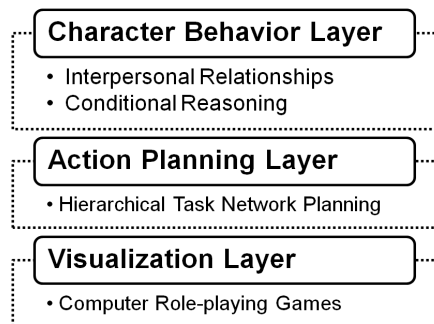 Character Behavior Layer
• Interpersonal Relationships
• Conditional Reasoning
Action Planning Layer
• Hierarchical Task Network Planning
Visualization Layer
• Computer Role-playing Games